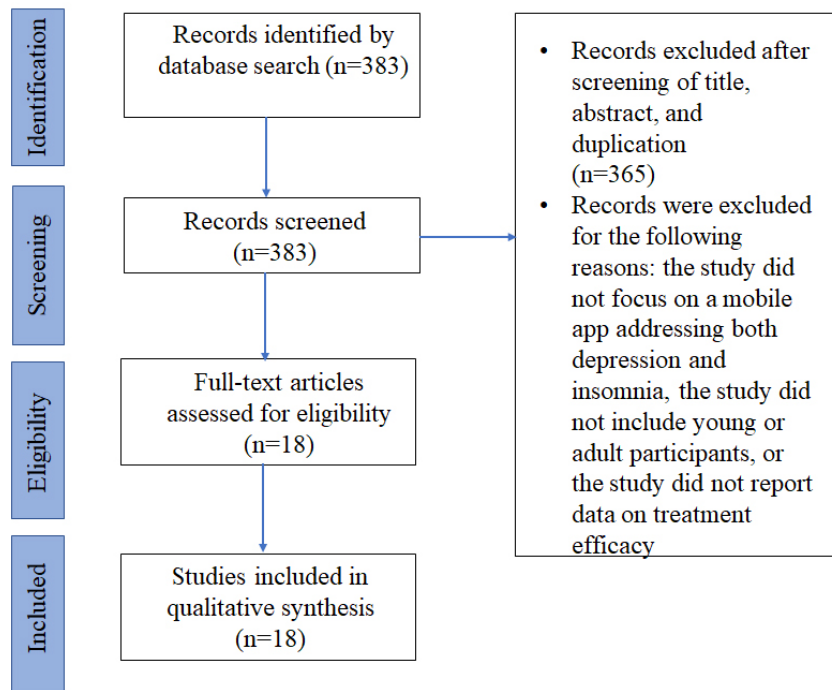 Identification
Records identified by
database search (n=383)
Screening
Records screened
(n=383)
• Records excluded after
screening of title,
abstract, and
duplication
(n=365)
• Records were excluded
for the following
reasons: the study did
not focus on a mobile
app addressing both
depression and
insomnia, the study did
not include young or
adult participants, or
the study did not report
data on treatment
efficacy
Eligibility
Full-text articles
assessed for eligibility
(n=18)
Included
Studies included in
qualitative synthesis
(n=18)